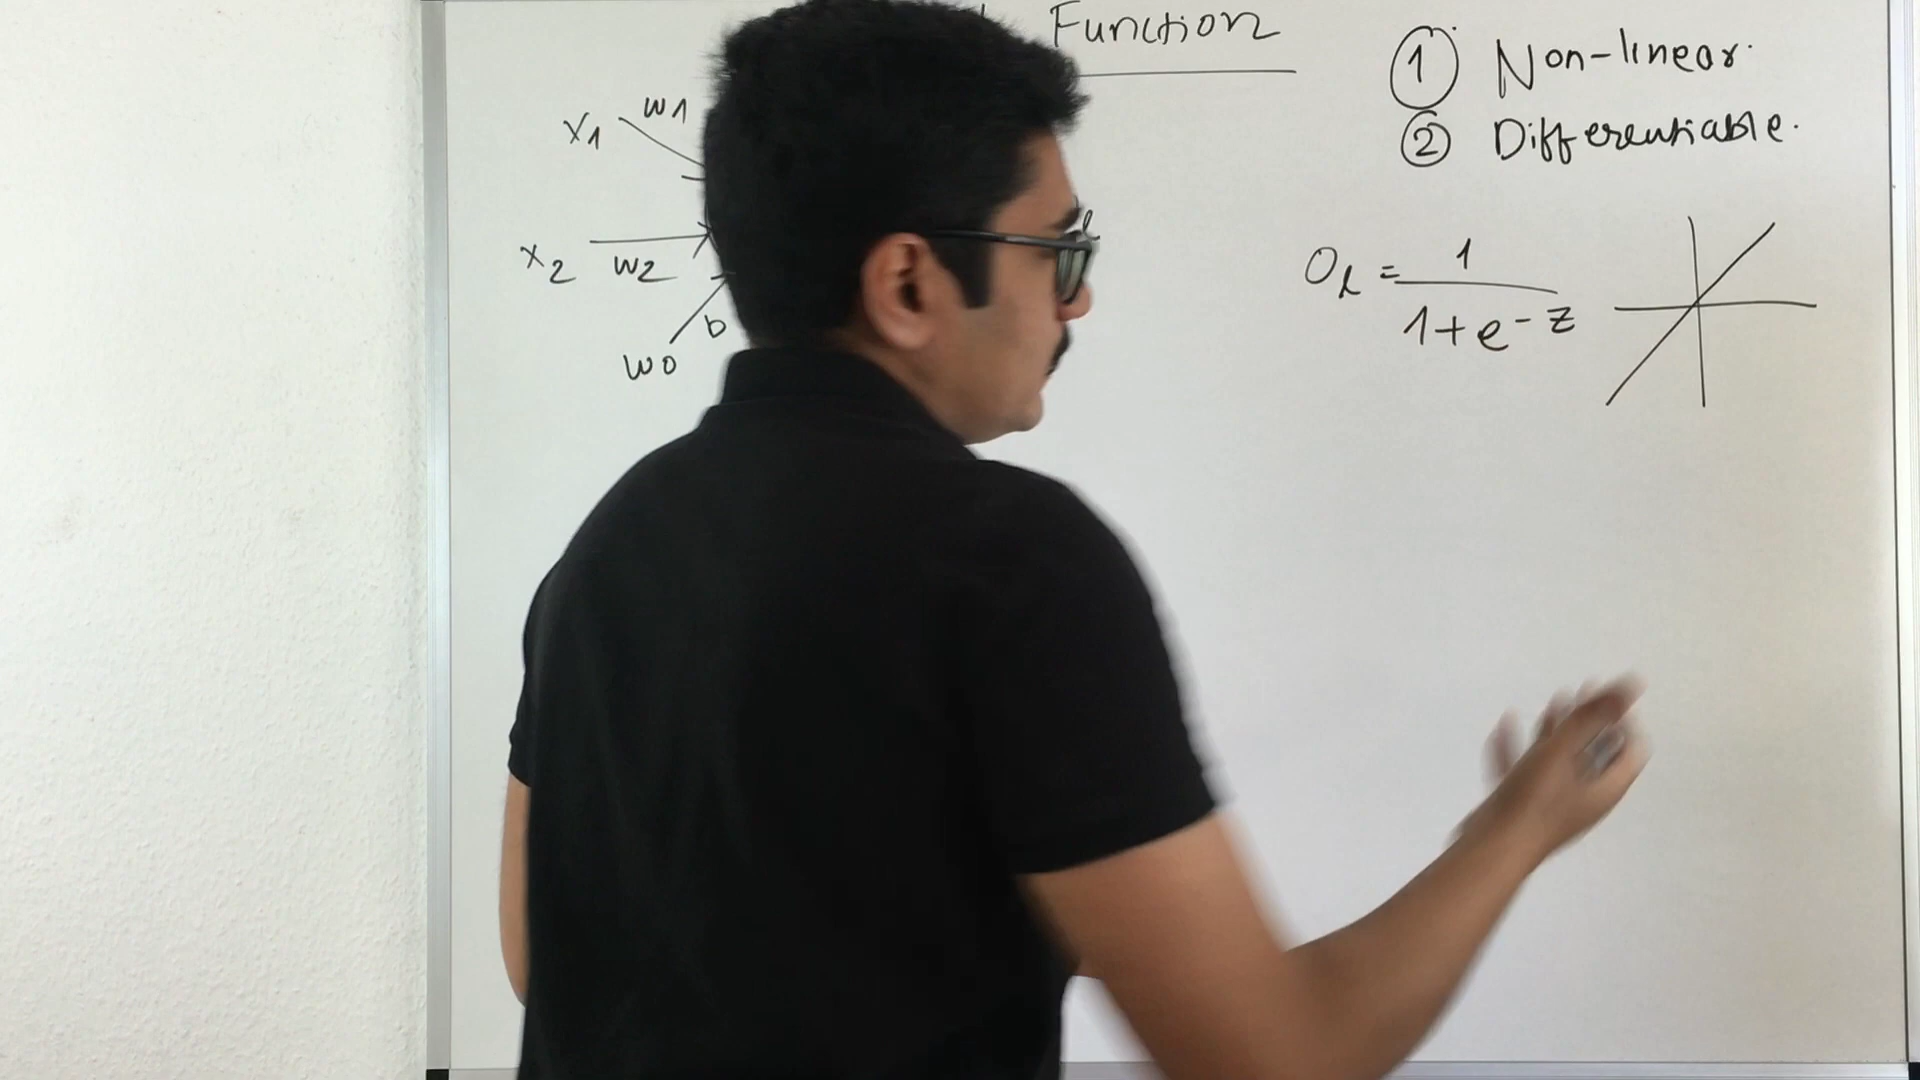 Function
x1 w1
x2 w2
b
w0
① Non-linear.
② Differentiable.
1
O =
1+e-z